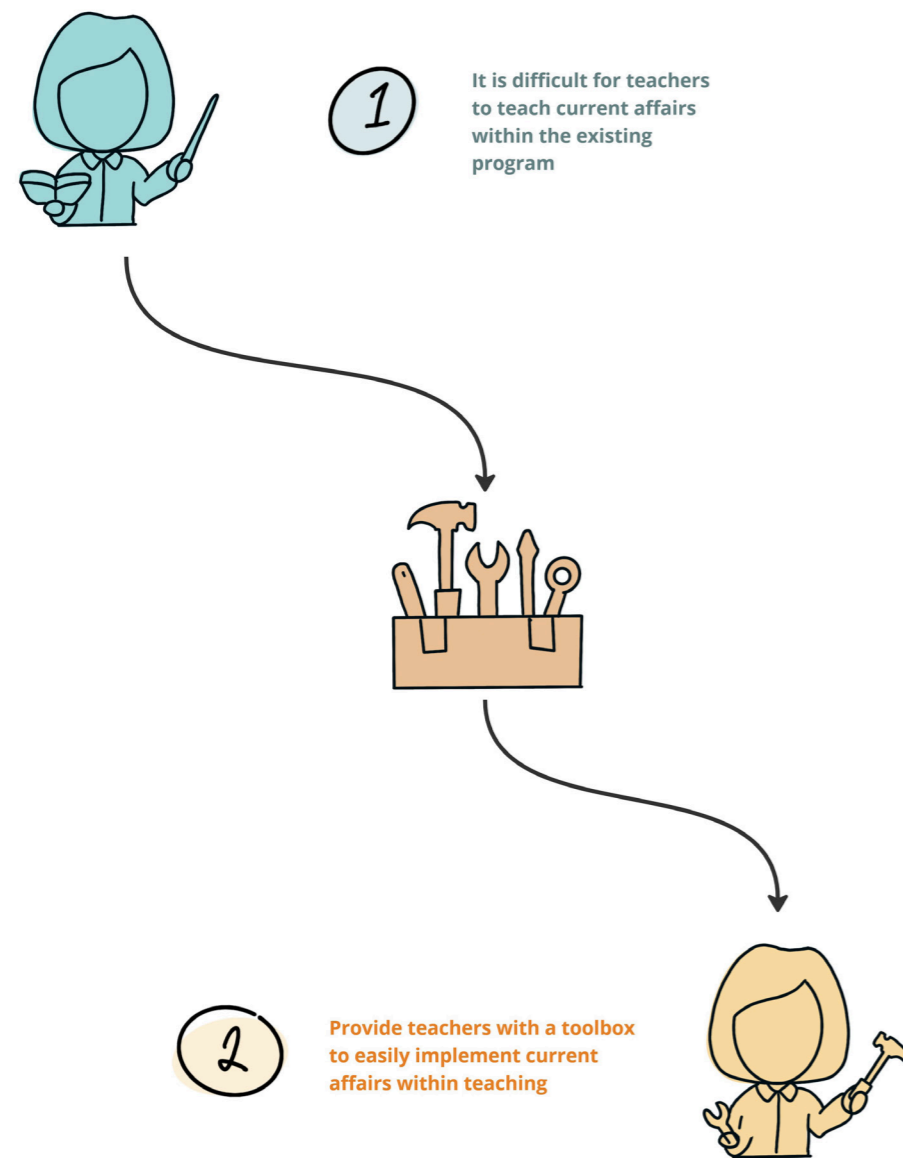 1
It is difficult for teachers
to teach current affairs
within the existing
program
2
Provide teachers with a toolbox
to easily implement current
affairs within teaching